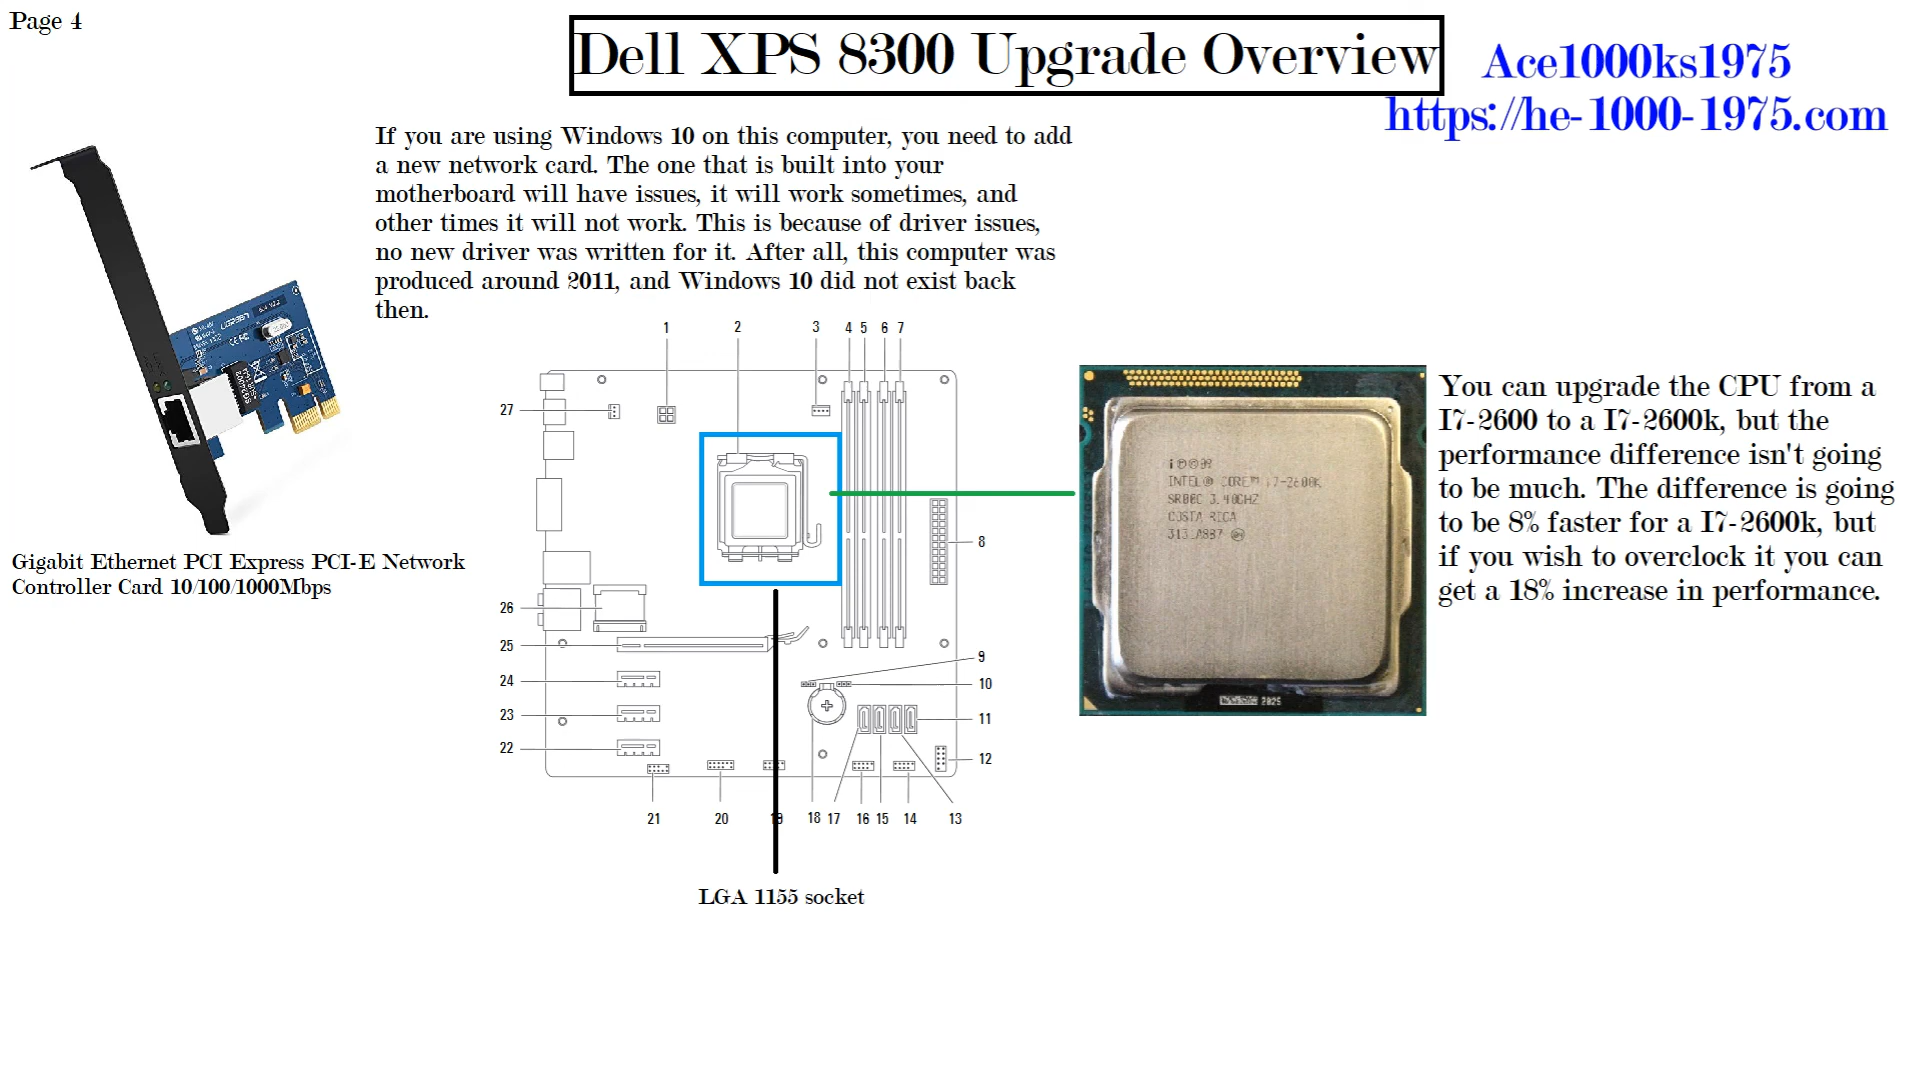 Page 4
Dell XPS 8300 Upgrade Overview
Ace1000ks1975
https://he-1000-1975.com
If you are using Windows 10 on this computer, you need to add
a new network card. The one that is built into your
motherboard will have issues, it will work sometimes, and
other times it will not work. This is because of driver issues,
no new driver was written for it. After all, this computer was
produced around 2011, and Windows 10 did not exist back
then.
Gigabit Ethernet PCI Express PCI-E Network
Controller Card 10/100/1000Mbps
1
2
3
4
5
6
7
27
8
26
25
24
23
22
9
10
11
12
21
20
18
17
16
15
14
13
LGA 1155 socket
INTEL® CORE™ i7-2600K
SR00C 3.40GHZ
COSTA RICA
You can upgrade the CPU from a
I7-2600 to a I7-2600k, but the
performance difference isn't going
to be much. The difference is going
to be 8% faster for a I7-2600k, but
if you wish to overclock it you can
get a 18% increase in performance.